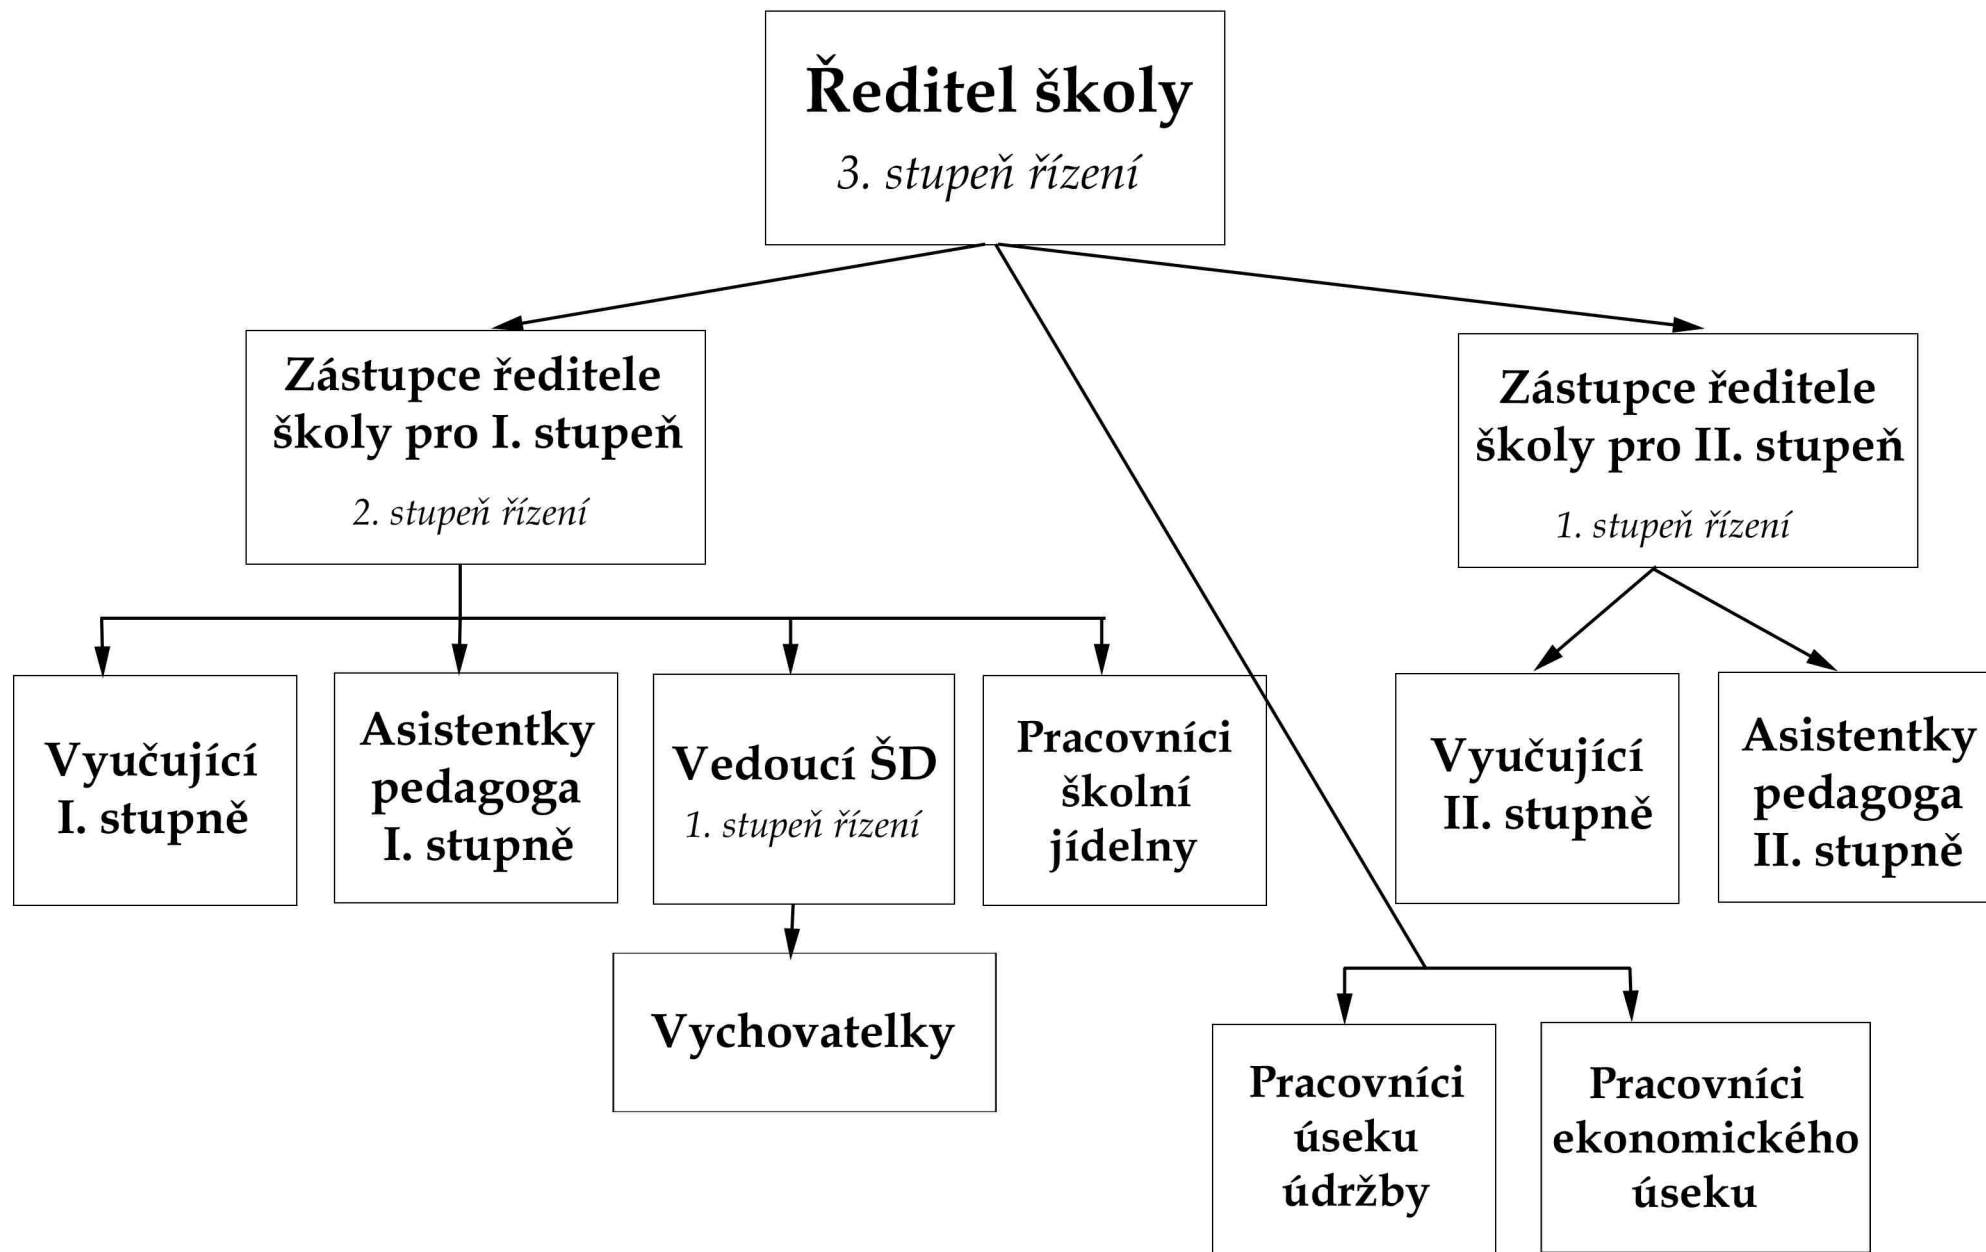 Ředitel školy
3. stupeň řízení
Zástupce ředitele
školy pro I. stupeň
2. stupeň řízení
Zástupce ředitele
školy pro II. stupeň
1. stupeň řízení
Vyučující
I. stupně
Asistentky
pedagoga
I. stupně
Vedoucí ŠD
1. stupeň řízení
Pracovníci
školní
jídelny
Vyučující
II. stupně
Asistentky
pedagoga
II. stupně
Vychovatelky
Pracovníci
úseku
údržby
Pracovníci
ekonomického
úseku